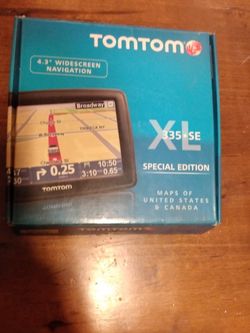 TOMTOM
4.3" WIDESCREEN
NAVIGATION
Broadway
XL
335•SE
SPECIAL EDITION
0.25
10:50
3:10 0.65
TOMTOM
MAPS OF
UNITED STATES
& CANADA